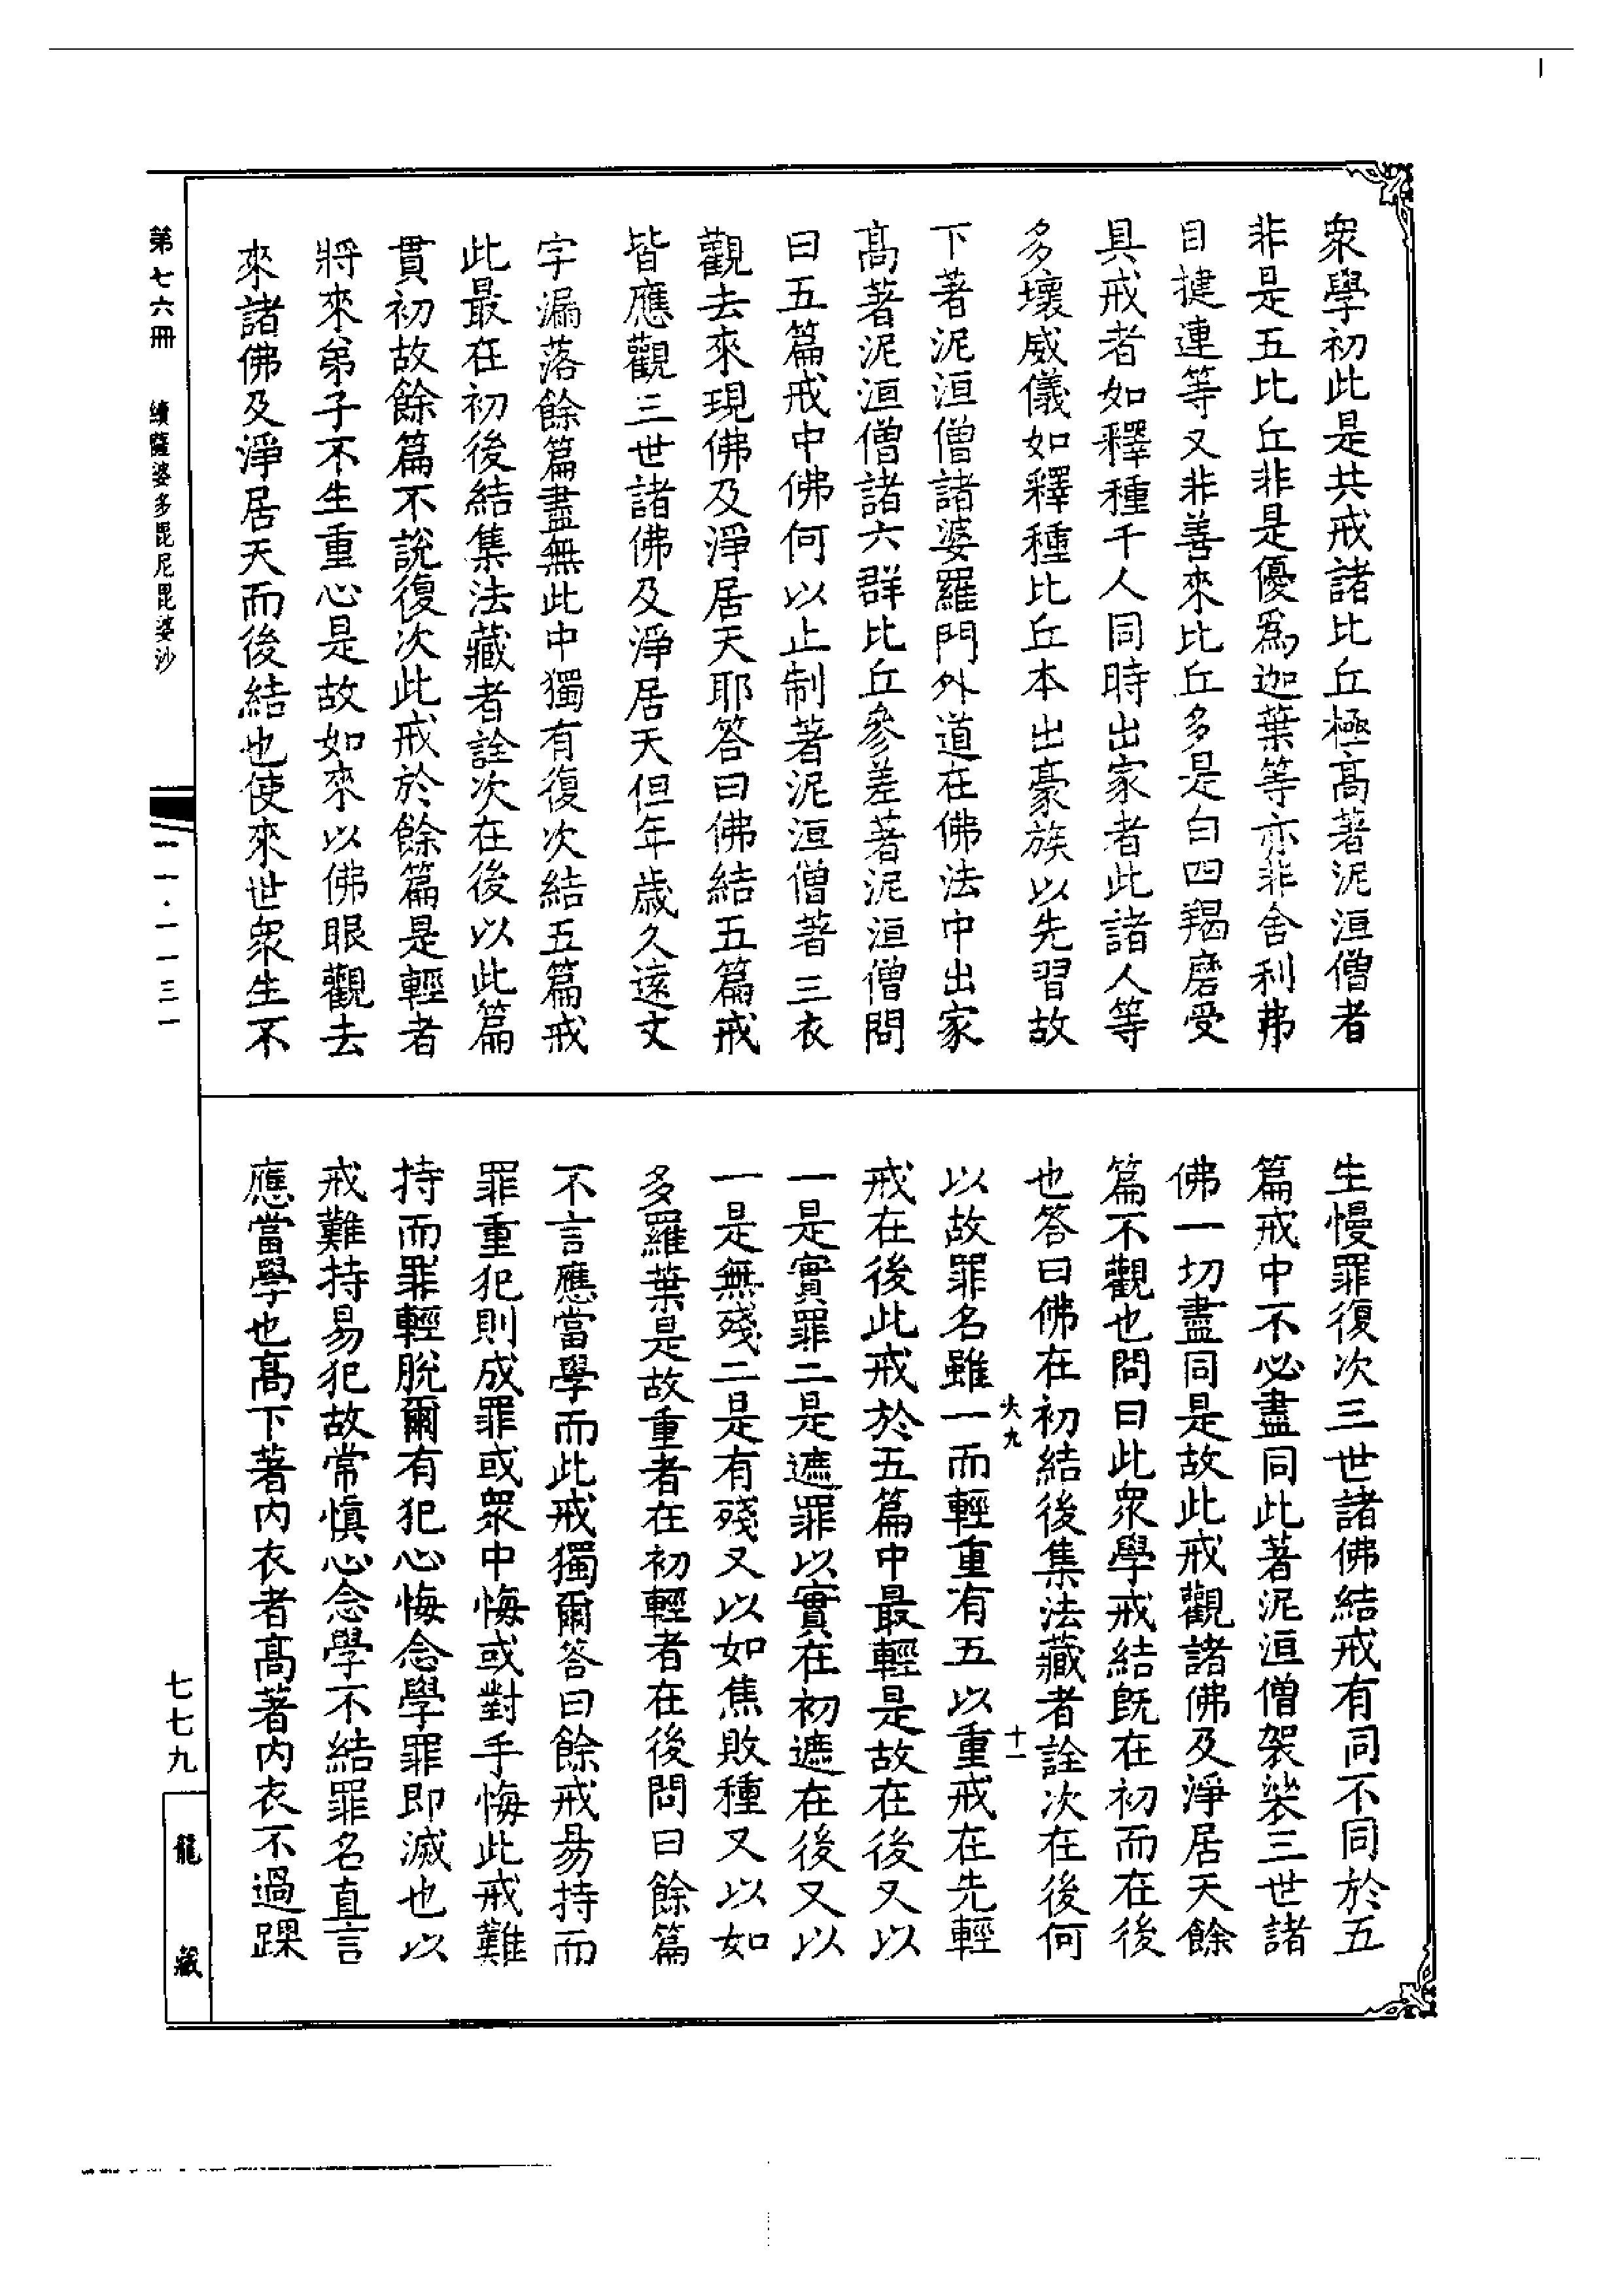 衆學初此是共戒諸比丘極高著泥洹僧者
非是五比丘非是優爲迦葉等亦非舍利弗
目揵連等又非善來比丘多是白四羯磨受
具戒者如釋種千人同時出家者此諸人等
多壞威儀如釋種比丘本出豪族以先習故
下著泥洹僧諸婆羅門外道在佛法中出家
高著泥洹僧諸六群比丘參差著泥洹僧問
曰五篇戒中佛何以止制著泥洹僧著三衣
觀去來現佛及淨居天耶答曰佛結五篇戒
皆應觀三世諸佛及淨居天但年歲久遠文
字漏落餘篇盡無此中獨有復次結五篇戒
此最在初後結集法藏者詮次在後以此篇
貫初故餘篇不說復次此戒於餘篇是輕者
將來弟子不生重心是故如來以佛眼觀去
來諸佛及淨居天而後結也使來世衆生不
生慢罪復次三世諸佛結戒有同不同於五
篇戒中不必盡同此著泥洹僧袈裟三世諸
佛一切盡同是故此戒觀諸佛及淨居天餘
篇不觀也問曰此衆學戒結旣在初而在後
也答曰佛在初結後集法藏者詮次在後何
以故罪名雖一而輕重有五以重戒在先輕
戒在後此戒於五篇中最輕是故在後又以
一是實罪二是遮罪以實在初遮在後又以
一是無殘二是有殘又以如焦敗種又以如
多羅葉是故重者在初輕者在後問曰餘篇
不言應當學而此戒獨爾答曰餘戒易持而
罪重犯則成罪或衆中悔或對手悔此戒難
持而罪輕脫爾有犯心悔念學罪即滅也以
戒難持易犯故常愼心念學不結罪名直言
應當學也高下著內衣者高著內衣不過踝
十一
第七六冊
續薩婆多毘尼毘婆沙
一一·一一三一
七七九
龍藏